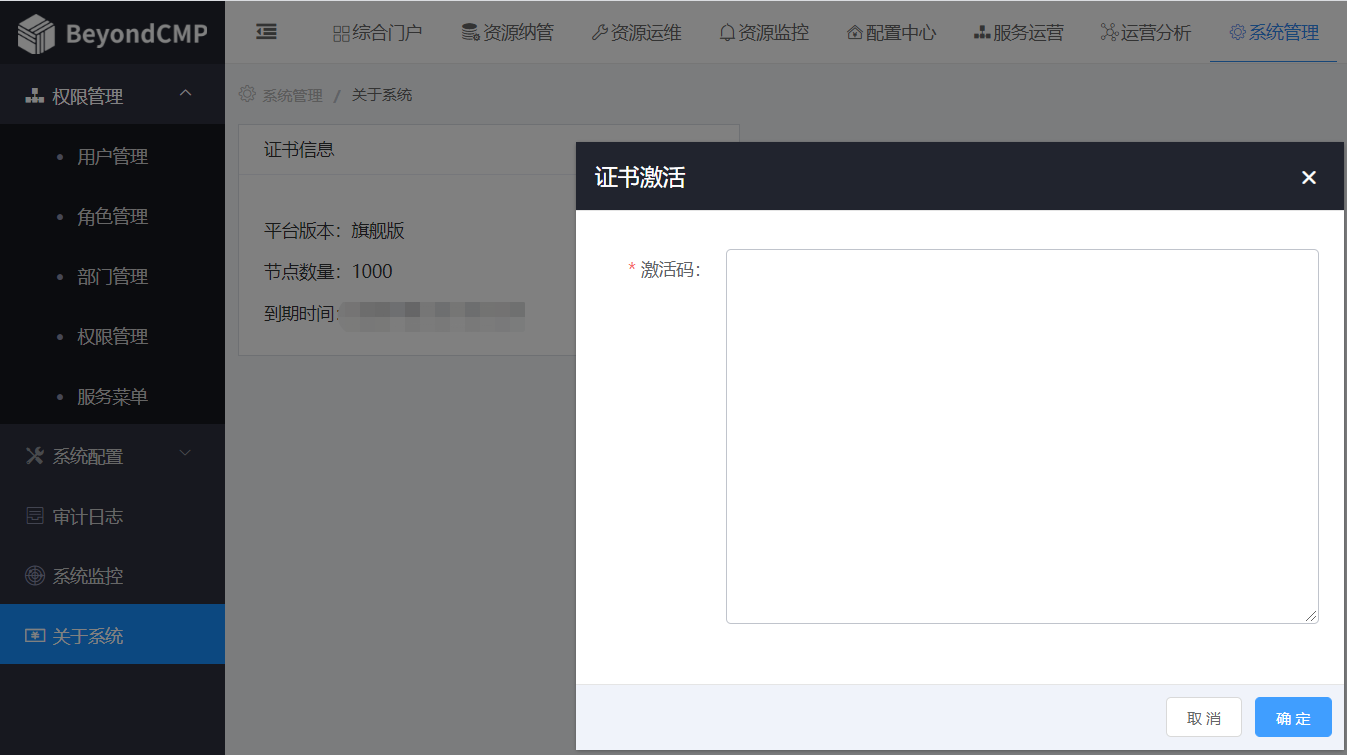 BeyondCMP
综合门户
资源纳管
资源运维
资源监控
配置中心
服务运营
运营分析
系统管理
权限管理
用户管理
角色管理
部门管理
权限管理
服务菜单
系统配置
审计日志
系统监控
关于系统
系统管理 / 关于系统
证书信息
平台版本：旗舰版
节点数量：1000
到期时间:
证书激活
* 激活码：
取消
确定